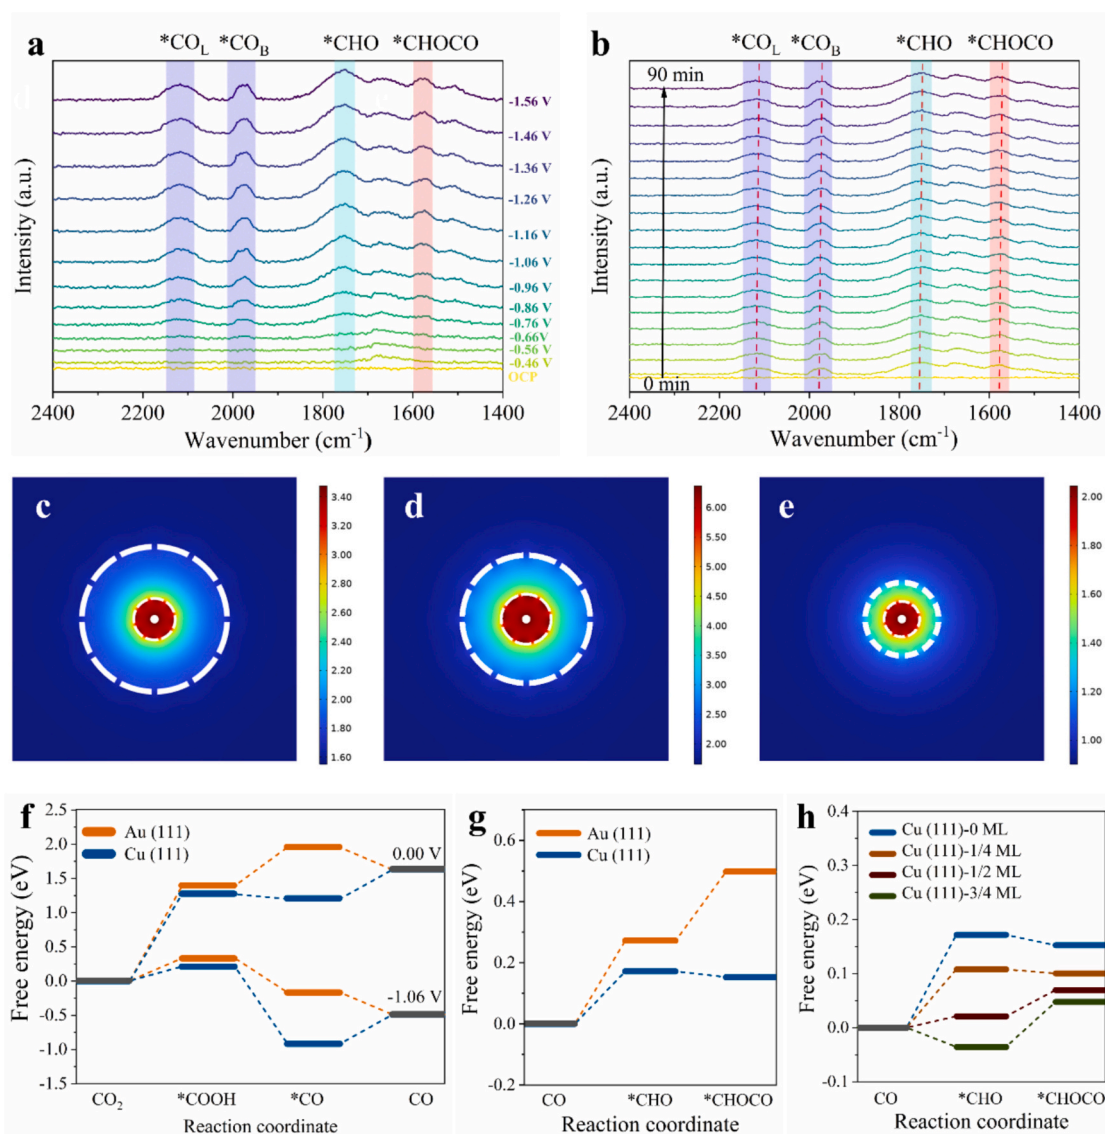 a
*CO_L *CO_B *CHO *CHOCO
d
-1.56 V
-1.46 V
-1.36 V
-1.26 V
-1.16 V
-1.06 V
-0.96 V
-0.86 V
-0.76 V
-0.66V
-0.56 V
-0.46 V
OCP
Intensity (a.u.)
2400 2200 2000 1800 1600 1400
Wavenumber (cm⁻¹)
b
*CO_L *CO_B *CHO *CHOCO
90 min
0 min
Intensity (a.u.)
2400 2200 2000 1800 1600 1400
Wavenumber (cm⁻¹)
c
3.40
3.20
3.00
2.80
2.60
2.40
2.20
2.00
1.80
1.60
d
6.00
5.50
5.00
4.50
4.00
3.50
3.00
2.50
2.00
e
2.00
1.80
1.60
1.40
1.20
1.00
f
Au (111)
Cu (111)
0.00 V
-1.06 V
2.5
2.0
1.5
1.0
0.5
0.0
-0.5
-1.0
-1.5
Free energy (eV)
CO₂ *COOH *CO CO
Reaction coordinate
g
Au (111)
Cu (111)
0.6
0.4
0.2
0.0
-0.2
Free energy (eV)
CO *CHO *CHOCO
Reaction coordinate
h
Cu (111)-0 ML
Cu (111)-1/4 ML
Cu (111)-1/2 ML
Cu (111)-3/4 ML
0.4
0.3
0.2
0.1
0.0
-0.1
Free energy (eV)
CO *CHO *CHOCO
Reaction coordinate